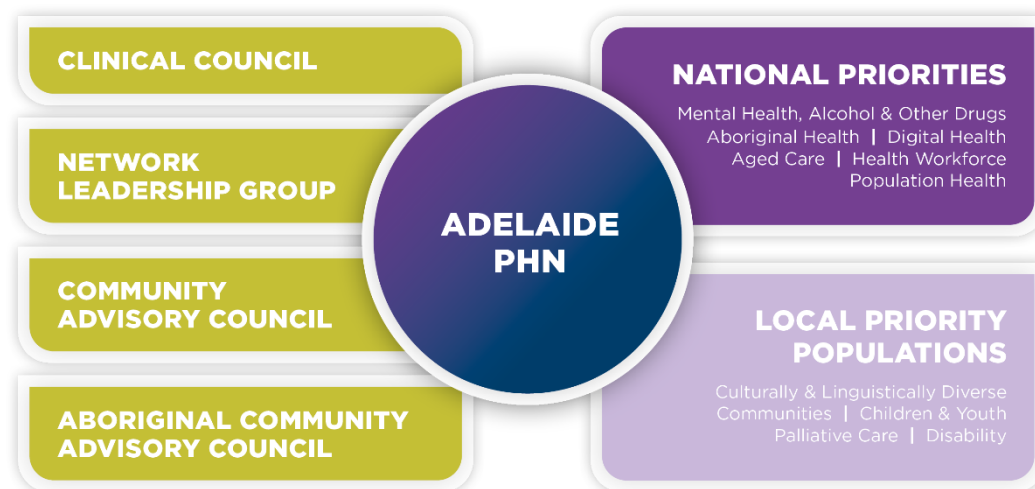 CLINICAL COUNCIL
NETWORK
LEADERSHIP GROUP
COMMUNITY
ADVISORY COUNCIL
ABORIGINAL COMMUNITY
ADVISORY COUNCIL
ADELAIDE
PHN
NATIONAL PRIORITIES
Mental Health, Alcohol & Other Drugs
Aboriginal Health | Digital Health
Aged Care | Health Workforce
Population Health
LOCAL PRIORITY
POPULATIONS
Culturally & Linguistically Diverse
Communities | Children & Youth
Palliative Care | Disability